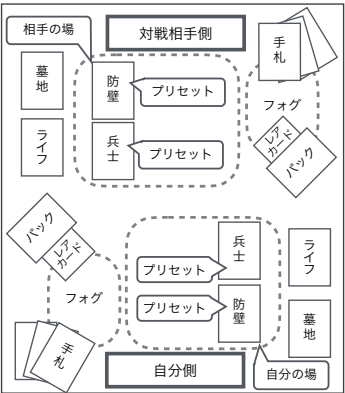 相手の場
対戦相手側
手札
墓地
防壁
プリセット
フォグ
ライフ
兵士
プリセット
レア
カード
パック
パック
レア
カード
兵士
ライフ
プリセット
フォグ
プリセット
防壁
墓地
手札
自分側
自分の場